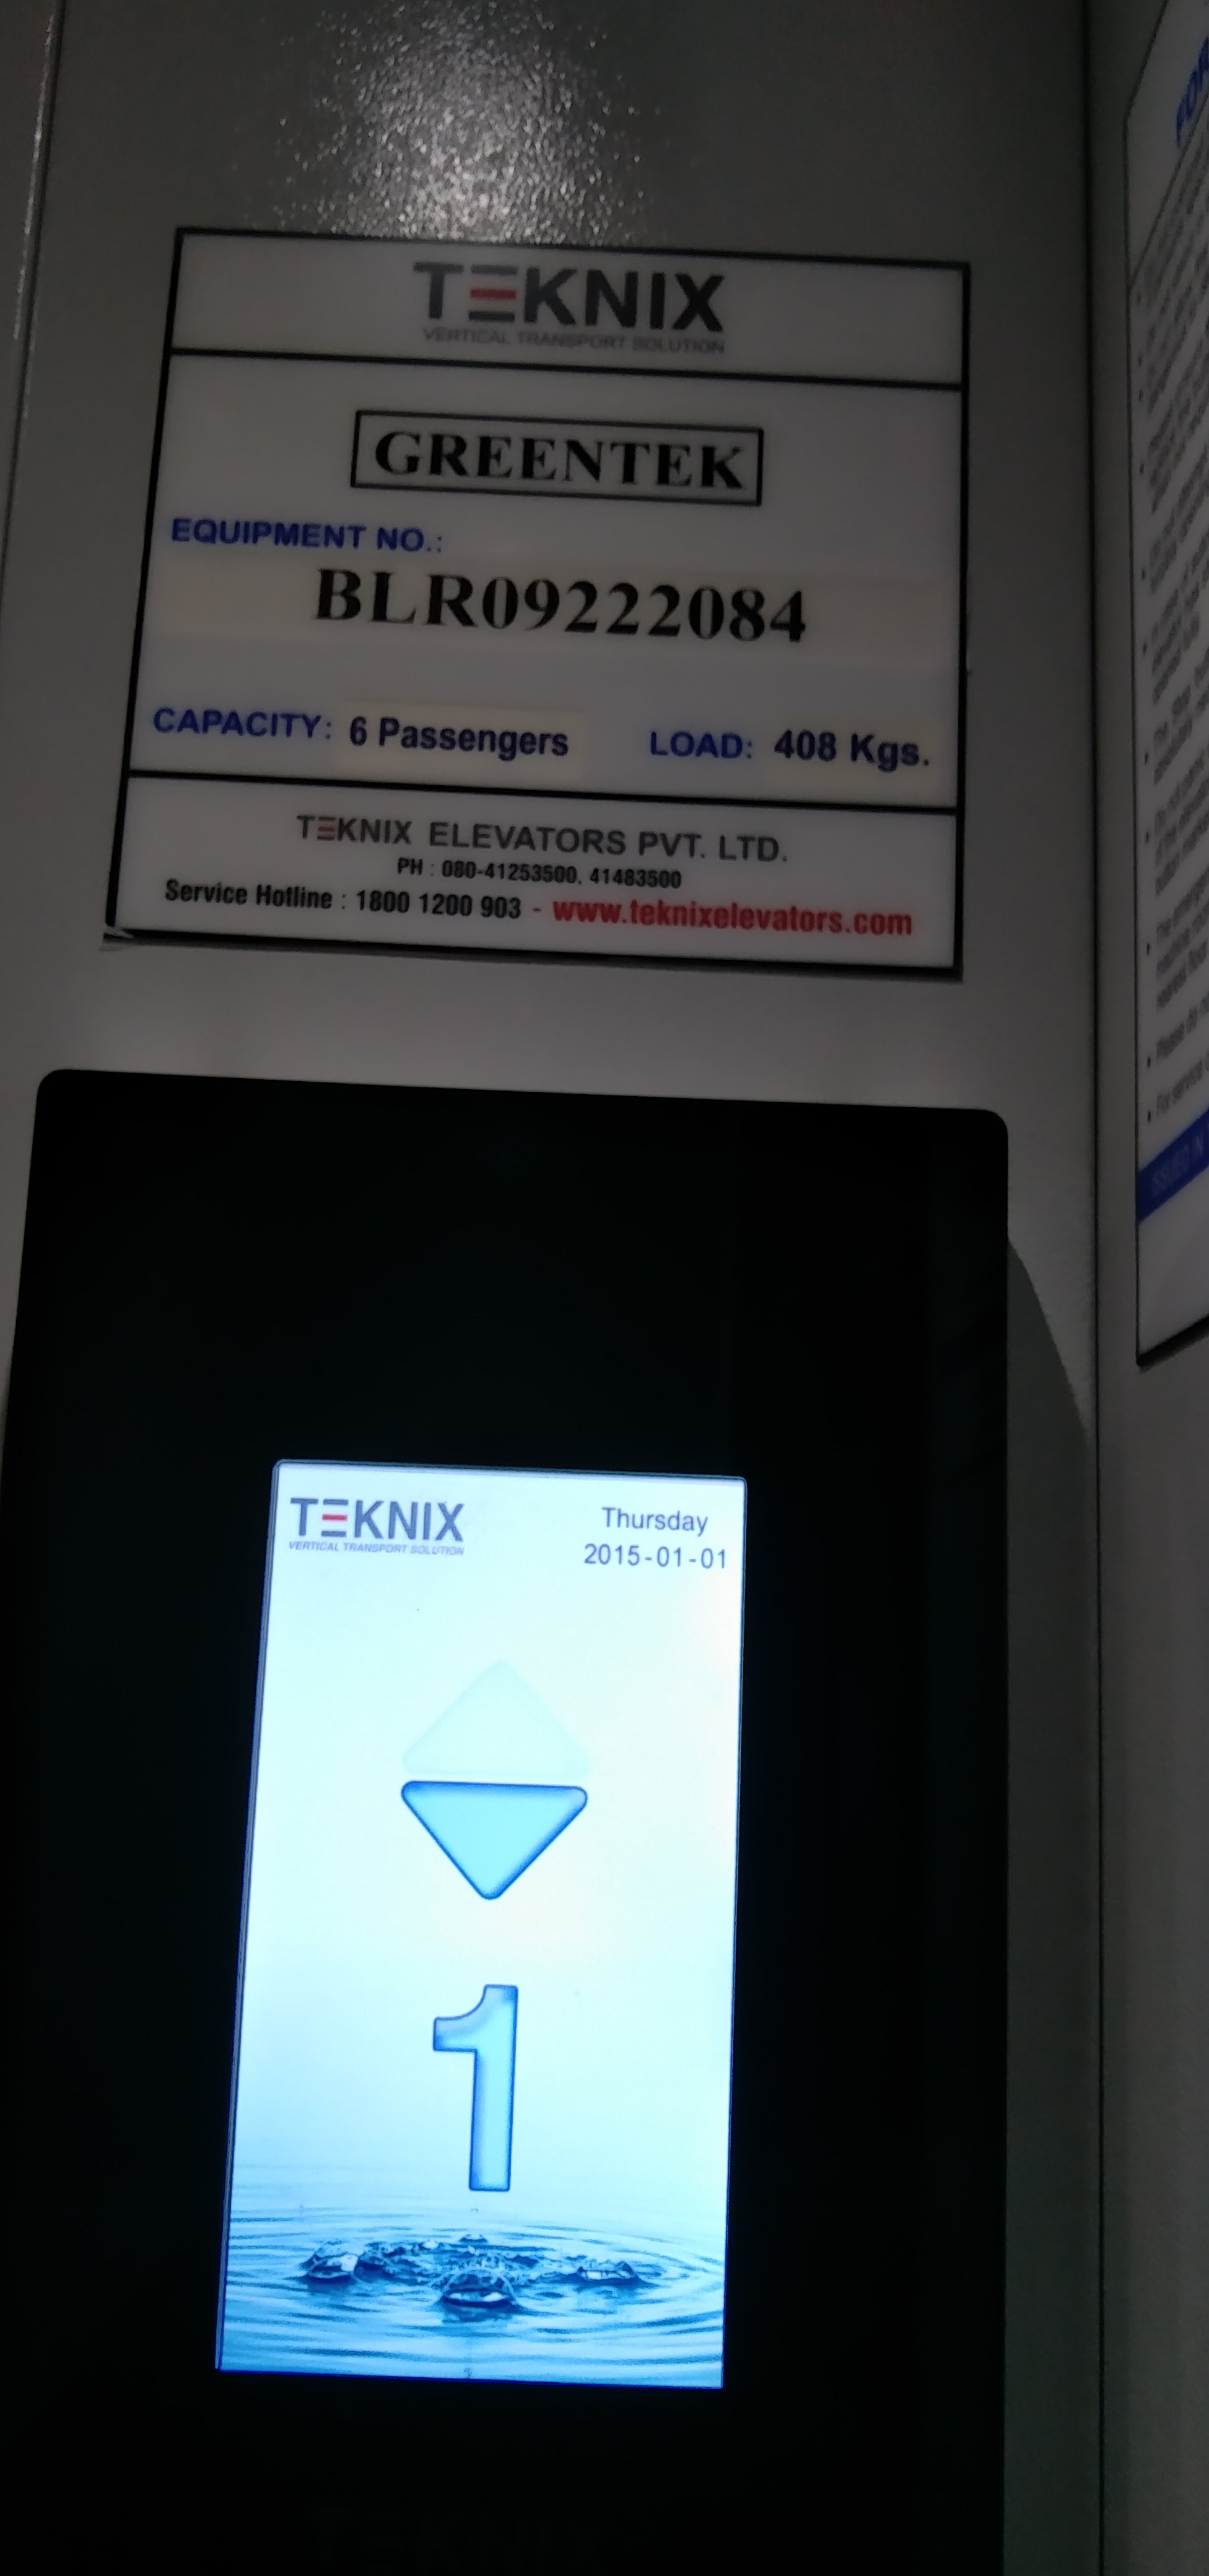 TEKNIX
VERTICAL TRANSPORT SOLUTION
GREENTEK
EQUIPMENT NO.:
BLR09222084
CAPACITY: 6 Passengers LOAD: 408 Kgs.
TEKNIX ELEVATORS PVT. LTD.
PH : 080-41253500, 41483500
Service Hotline : 1800 1200 903 - www.teknixelevators.com
TEKNIX
VERTICAL TRANSPORT SOLUTION
Thursday
2015-01-01
1
ISSUED IN